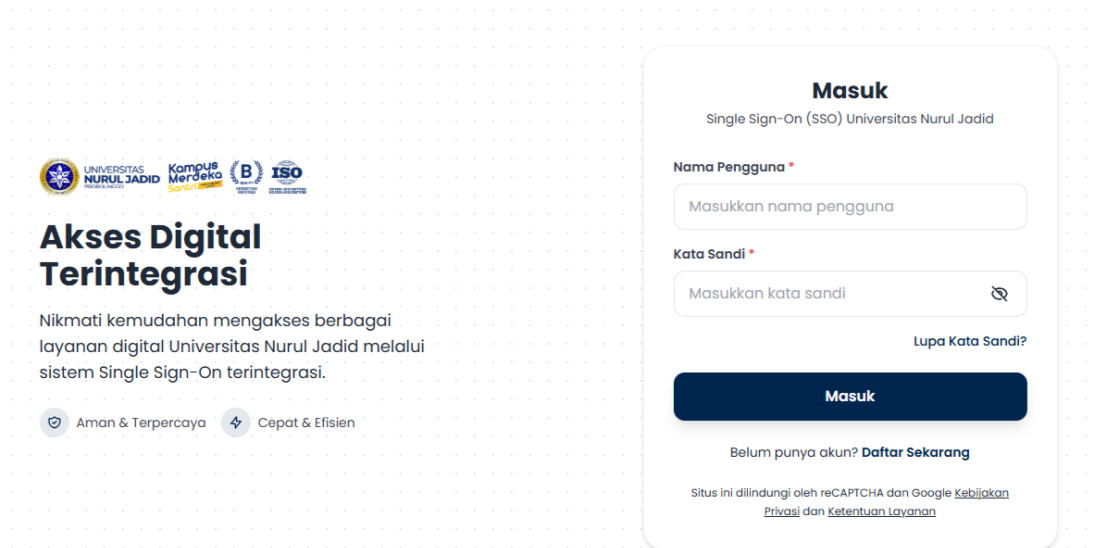 UNIVERSITAS
NURUL JADID
PROBOLINGGO
Kampus
Merdeka
Santri
B
ISO
Akses Digital
Terintegrasi
Nikmati kemudahan mengakses berbagai
layanan digital Universitas Nurul Jadid melalui
sistem Single Sign-On terintegrasi.
Aman & Terpercaya
Cepat & Efisien
Masuk
Single Sign-On (SSO) Universitas Nurul Jadid
Nama Pengguna *
Masukkan nama pengguna
Kata Sandi *
Masukkan kata sandi
Lupa Kata Sandi?
Masuk
Belum punya akun? Daftar Sekarang
Situs ini dilindungi oleh reCAPTCHA dan Google Kebijakan
Privasi dan Ketentuan Layanan